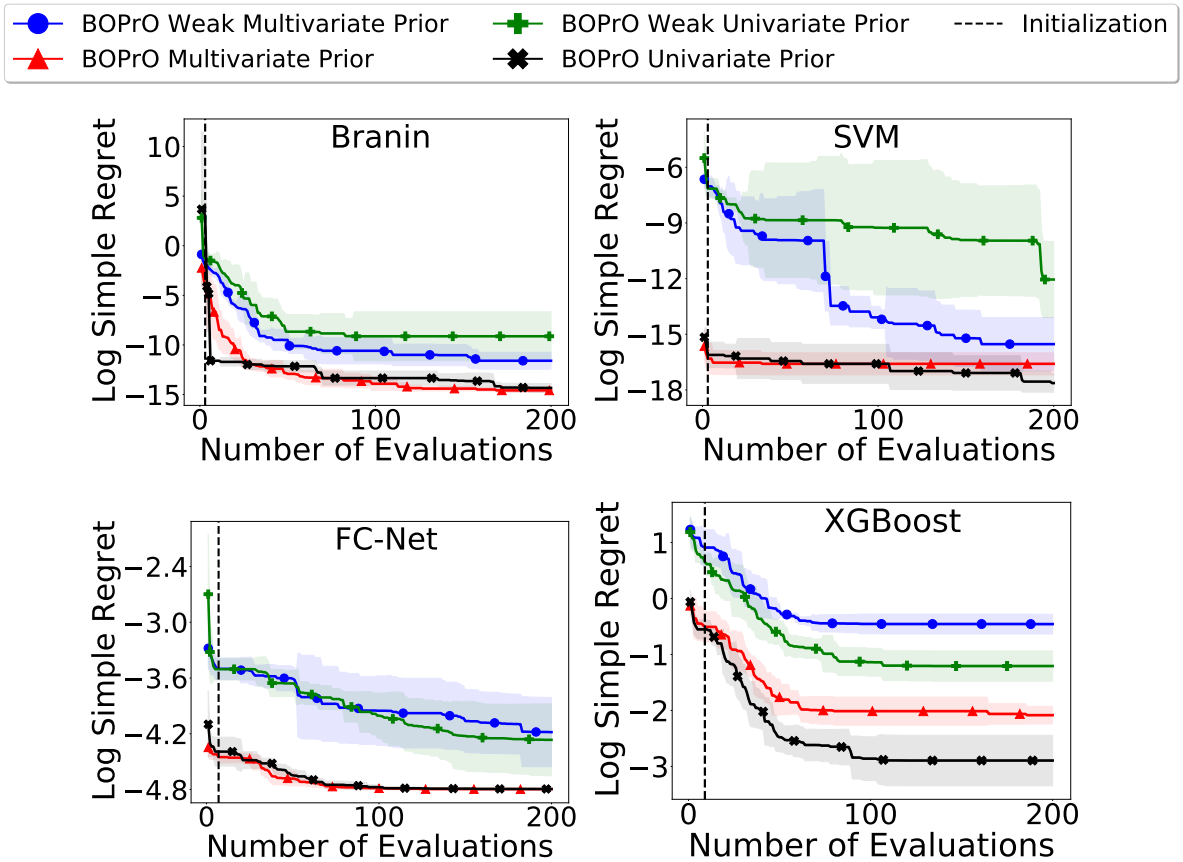 BOPrO Weak Multivariate Prior
BOPrO Weak Univariate Prior
Initialization
BOPrO Multivariate Prior
BOPrO Univariate Prior
Branin
Log Simple Regret
10
5
0
−5
−10
−15
0
100
200
Number of Evaluations
SVM
Log Simple Regret
−6
−9
−12
−15
−18
0
100
200
Number of Evaluations
FC-Net
Log Simple Regret
−2.4
−3.0
−3.6
−4.2
−4.8
0
100
200
Number of Evaluations
XGBoost
Log Simple Regret
1
0
−1
−2
−3
0
100
200
Number of Evaluations